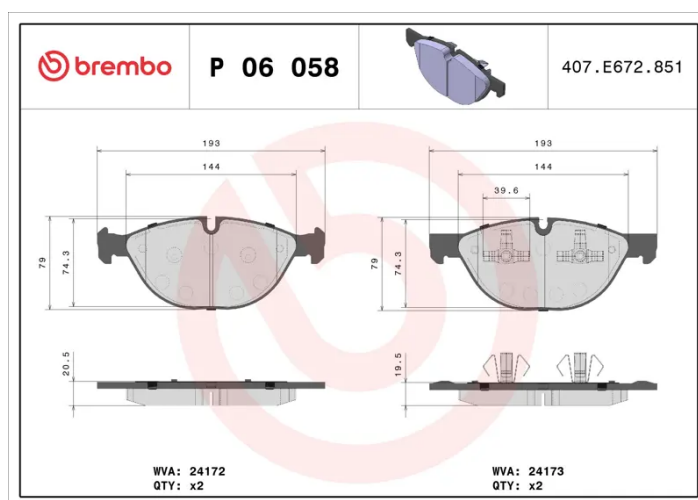 brembo
P 06 058
407.E672.851
193
144
79
74.3
20.5
WVA: 24172
QTY: x2
193
144
39.6
79
74.3
19.5
WVA: 24173
QTY: x2